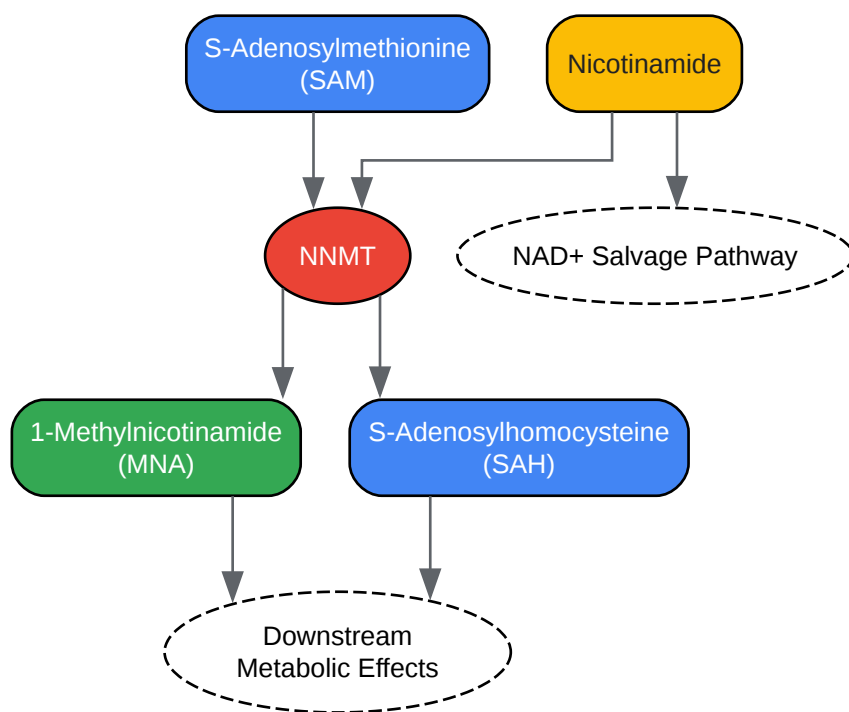 S-Adenosylmethionine
(SAM)
Nicotinamide
NNMT
NAD+ Salvage Pathway
1-Methylnicotinamide
(MNA)
S-Adenosylhomocysteine
(SAH)
Downstream
Metabolic Effects